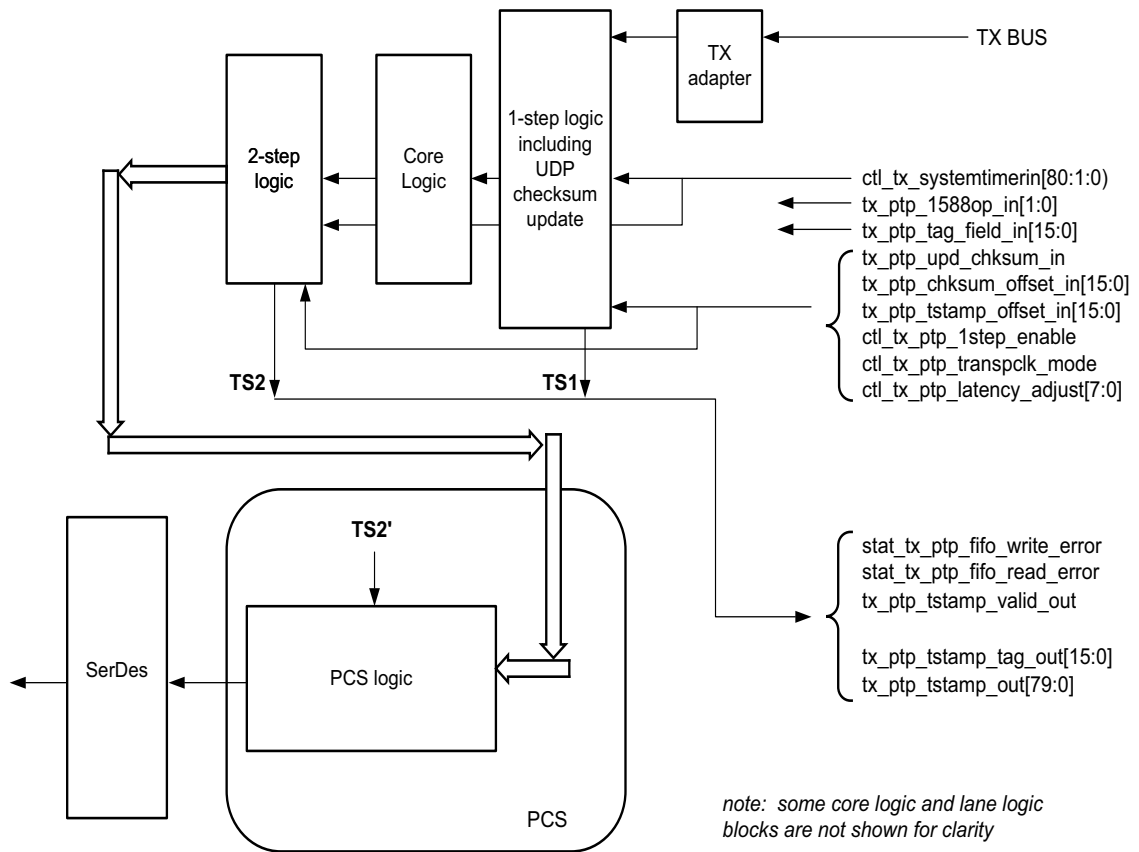 TX BUS
TX
adapter
1-step logic
including
UDP
checksum
update
Core
Logic
2-step
logic
ctl_tx_systemtimerin[80:1:0)
tx_ptp_1588op_in[1:0]
tx_ptp_tag_field_in[15:0]
tx_ptp_upd_chksum_in
tx_ptp_chksum_offset_in[15:0]
tx_ptp_tstamp_offset_in[15:0]
ctl_tx_ptp_1step_enable
ctl_tx_ptp_transpclk_mode
ctl_tx_ptp_latency_adjust[7:0]
TS2
TS1
TS2'
SerDes
PCS logic
PCS
stat_tx_ptp_fifo_write_error
stat_tx_ptp_fifo_read_error
tx_ptp_tstamp_valid_out
tx_ptp_tstamp_tag_out[15:0]
tx_ptp_tstamp_out[79:0]
note: some core logic and lane logic
blocks are not shown for clarity